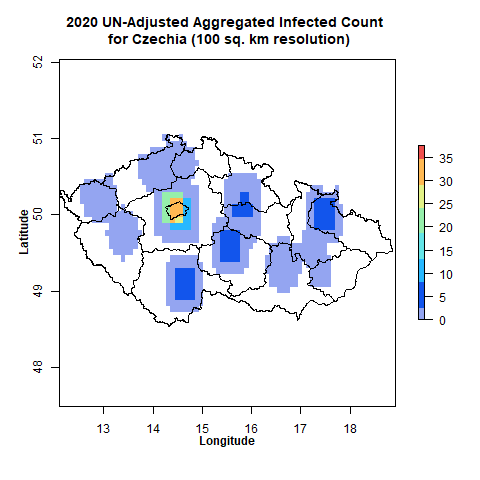 2020 UN-Adjusted Aggregated Infected Count
for Czechia (100 sq. km resolution)
52
51
50
49
48
Latitude
13 14 15 16 17 18
Longitude
35
30
25
20
15
10
5
0